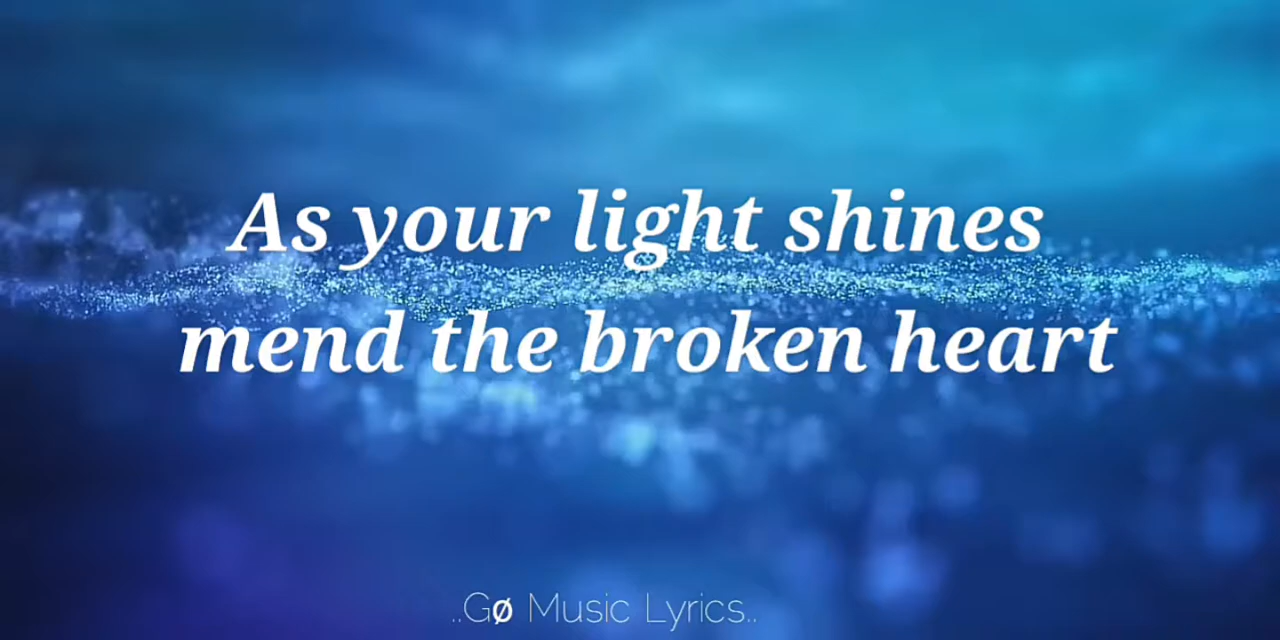 As your light shines
mend the broken heart
..Gø Music Lyrics..